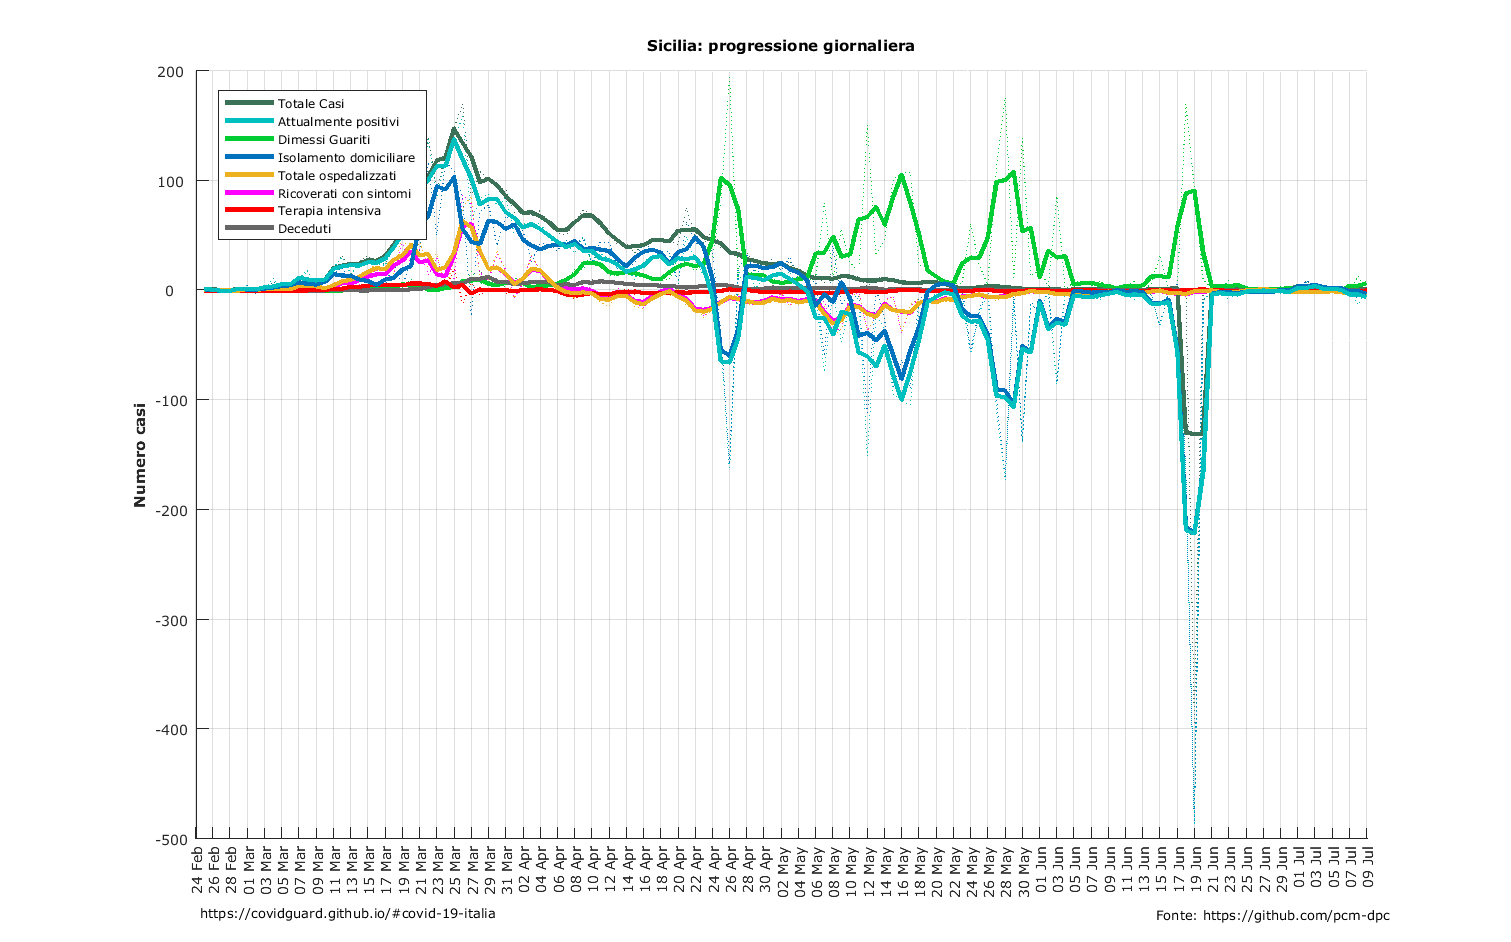 Sicilia: progressione giornaliera
Numero casi
200
100
0
-100
-200
-300
-400
-500
Totale Casi
Attualmente positivi
Dimessi Guariti
Isolamento domiciliare
Totale ospedalizzati
Ricoverati con sintomi
Terapia intensiva
Deceduti
24 Feb
26 Feb
28 Feb
01 Mar
03 Mar
05 Mar
07 Mar
09 Mar
11 Mar
13 Mar
15 Mar
17 Mar
19 Mar
21 Mar
23 Mar
25 Mar
27 Mar
29 Mar
31 Mar
02 Apr
04 Apr
06 Apr
08 Apr
10 Apr
12 Apr
14 Apr
16 Apr
18 Apr
20 Apr
22 Apr
24 Apr
26 Apr
28 Apr
30 Apr
02 May
04 May
06 May
08 May
10 May
12 May
14 May
16 May
18 May
20 May
22 May
24 May
26 May
28 May
30 May
01 Jun
03 Jun
05 Jun
07 Jun
09 Jun
11 Jun
13 Jun
15 Jun
17 Jun
19 Jun
21 Jun
23 Jun
25 Jun
27 Jun
29 Jun
01 Jul
03 Jul
05 Jul
07 Jul
09 Jul
https://covidguard.github.io/#covid-19-italia
Fonte: https://github.com/pcm-dpc